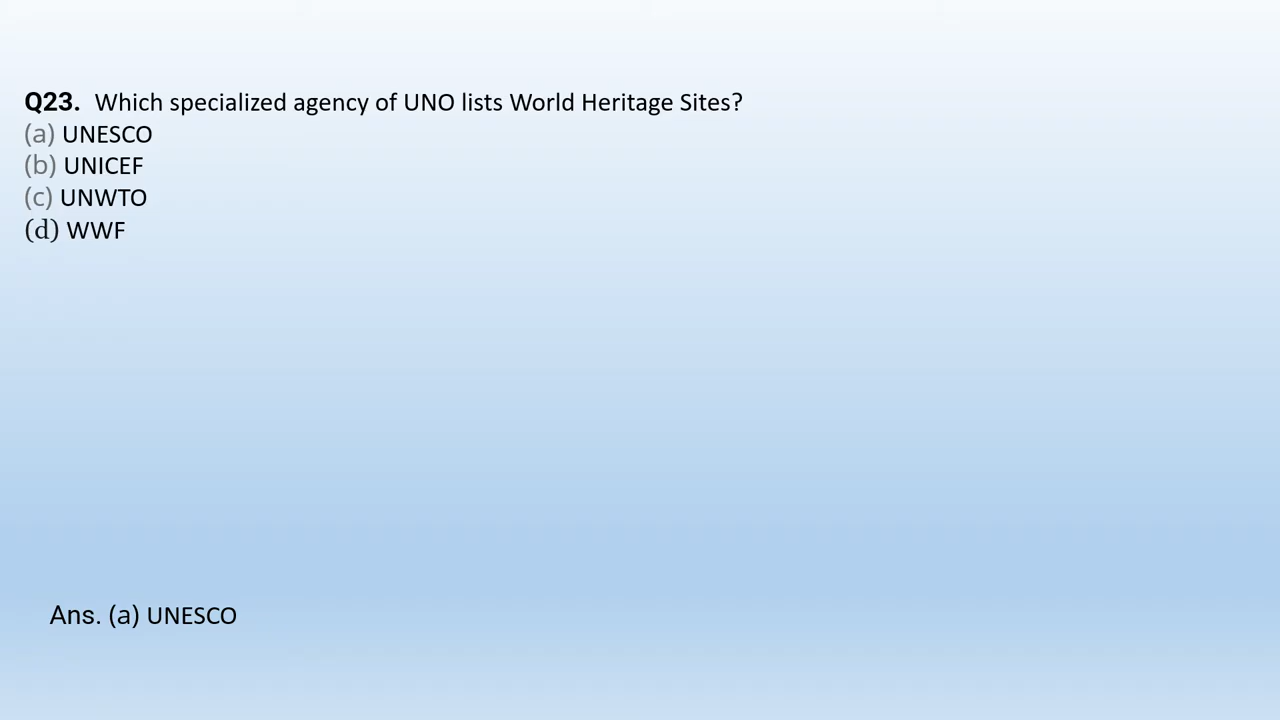 Q23. Which specialized agency of UNO lists World Heritage Sites?
(a) UNESCO
(b) UNICEF
(c) UNWTO
(d) WWF
Ans. (a) UNESCO